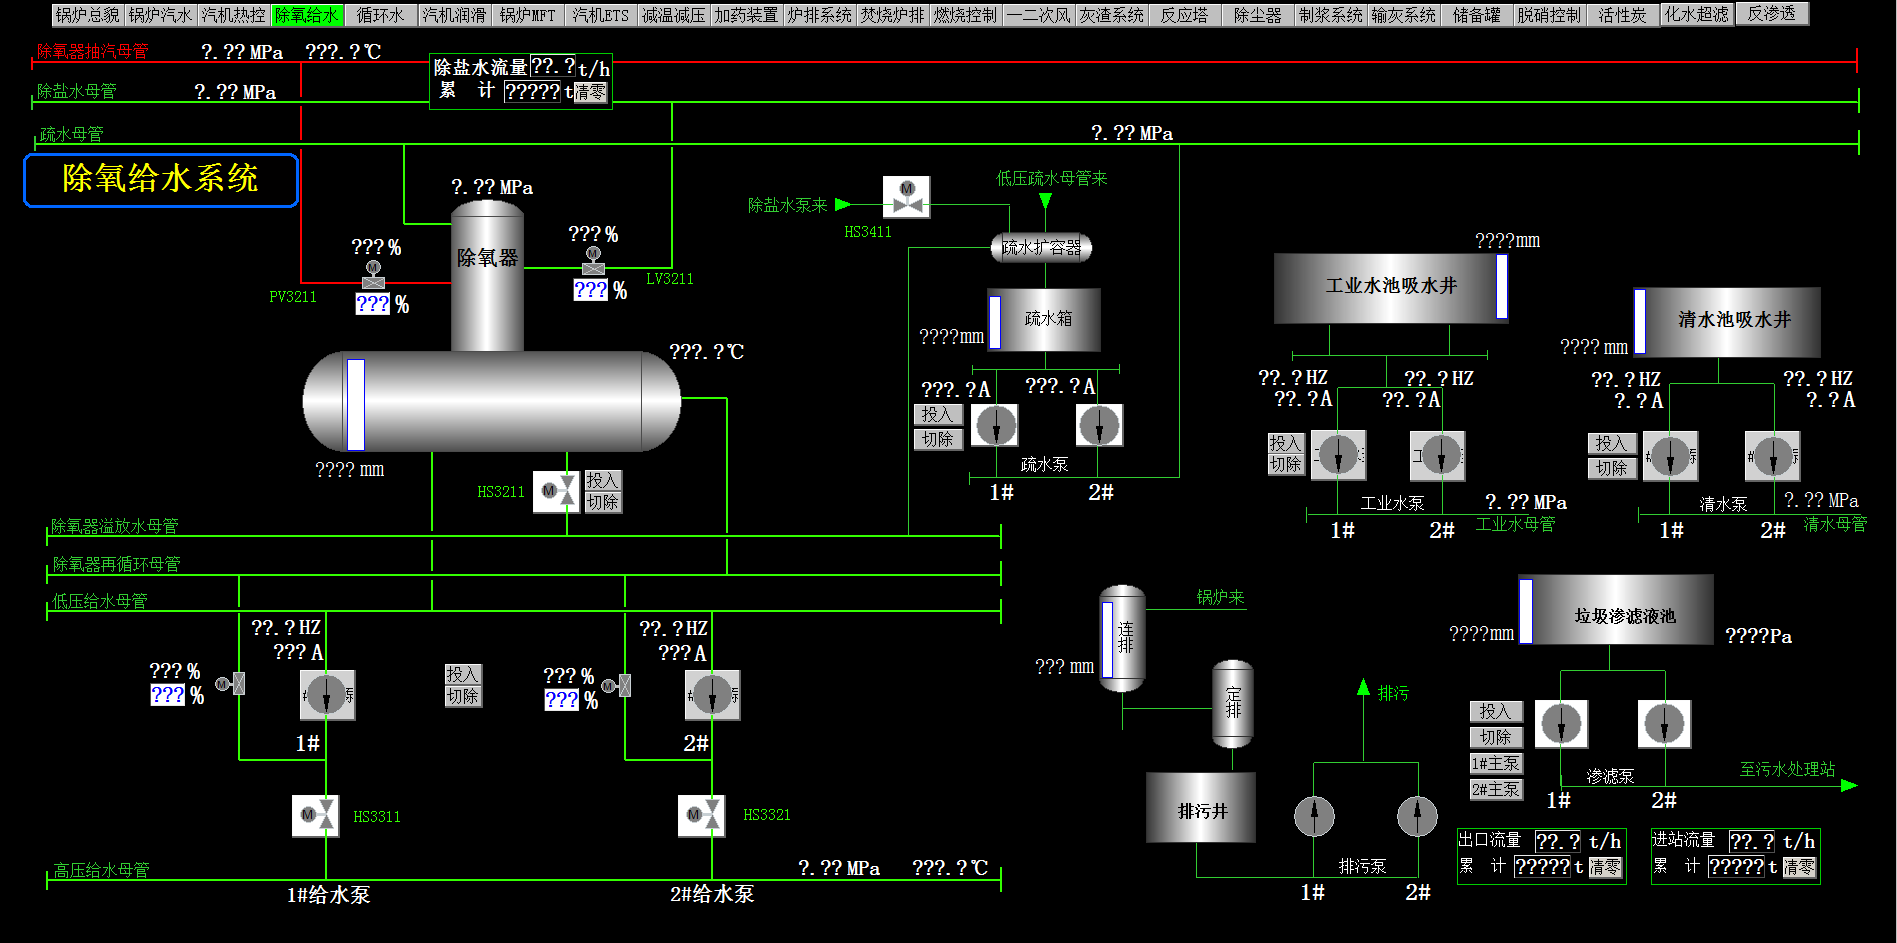 锅炉总貌 锅炉汽水 汽机热控 除氧给水 循环水 汽机润滑 锅炉MFT 汽机ETS 减温减压 加药装置 炉排系统 焚烧炉排 燃烧控制 一二次风 灰渣系统 反应塔 除尘器 制浆系统 输灰系统 储备罐 脱硝控制 活性炭 化水超滤 反渗透
除氧器抽汽母管 ?.??MPa ???.?℃
除盐水流量 ??.? t/h
累 计 ????? t 清零
除盐水母管 ?.??MPa
疏水母管 ?.??MPa
除氧给水系统
?.??MPa
除氧器
???%
PV3211
???%
???%
LV3211
???%
???.?℃
????mm
HS3211
投入
切除
除盐水泵来
HS3411
低压疏水母管来
疏水扩容器
疏水箱
????mm
???.?A
???.?A
投入
切除
疏水泵
1# 2#
????mm
工业水池吸水井
??.?HZ
??.?A
??.?HZ
??.?A
投入
切除
工业水泵
?.??MPa
工业水母管
1# 2#
清水池吸水井
????mm
??.?HZ
?.?A
??.?HZ
?.?A
投入
切除
清水泵
?.??MPa
清水母管
1# 2#
除氧器溢放水母管
除氧器再循环母管
低压给水母管
??.?HZ
???A
???%
???%
1#
HS3311
投入
切除
??.?HZ
???A
???%
???%
2#
HS3321
高压给水母管 ?.??MPa ???.?℃
1#给水泵 2#给水泵
锅炉来
连排
???mm
定排
排污井
排污
排污泵
1# 2#
垃圾渗滤液池
????mm
????Pa
投入
切除
1#主泵
2#主泵
渗滤泵
1# 2#
至污水处理站
出口流量 ??.? t/h
累 计 ????? t 清零
进站流量 ??.? t/h
累 计 ????? t 清零